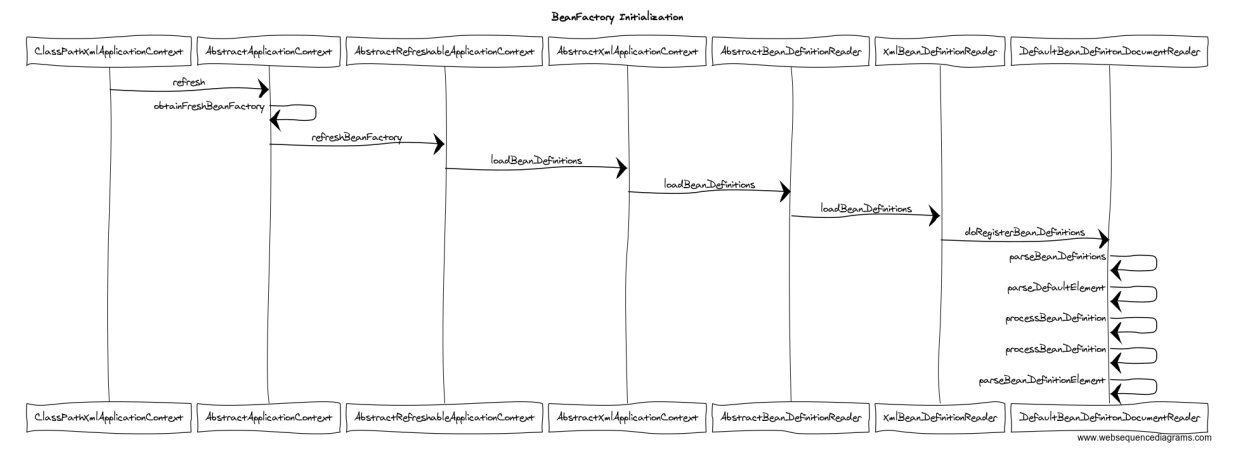 BeanFactory Initialization
ClassPathXmlApplicationContext
AbstractApplicationContext
AbstractRefreshableApplicationContext
AbstractXmlApplicationContext
AbstractBeanDefinitionReader
XmlBeanDefinitionReader
DefaultBeanDefinitonDocumentReader
refresh
obtainFreshBeanFactory
refreshBeanFactory
loadBeanDefinitions
loadBeanDefinitions
loadBeanDefinitions
doRegisterBeanDefinitions
parseBeanDefinitions
parseDefaultElement
processBeanDefinition
processBeanDefinition
parseBeanDefinitionElement
ClassPathXmlApplicationContext
AbstractApplicationContext
AbstractRefreshableApplicationContext
AbstractXmlApplicationContext
AbstractBeanDefinitionReader
XmlBeanDefinitionReader
DefaultBeanDefinitonDocumentReader
www.websequencediagrams.com